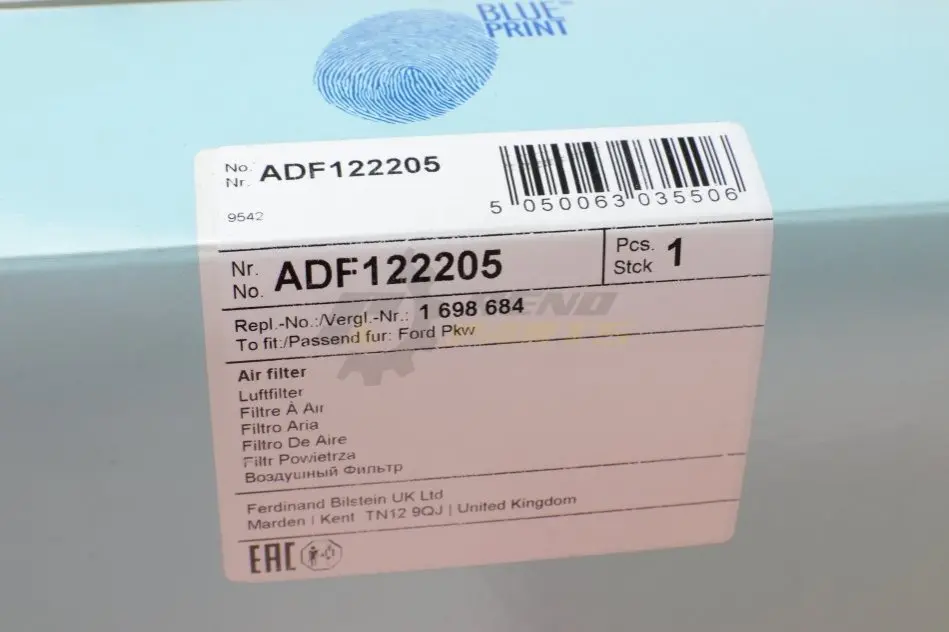 BLUE
PRINT
No.
Nr. ADF122205
9542
5 050063 035506
Nr.
No. ADF122205
Pcs.
Stck 1
Repl.-No.:/Vergl.-Nr.: 1 698 684
To fit:/Passend fur: Ford Pkw
Air filter
Luftfilter
Filtre À Air
Filtro Aria
Filtro De Aire
Filtr Powietrza
Воздушный Фильтр
Ferdinand Bilstein UK Ltd
Marden | Kent TN12 9QJ | United Kingdom
EAC